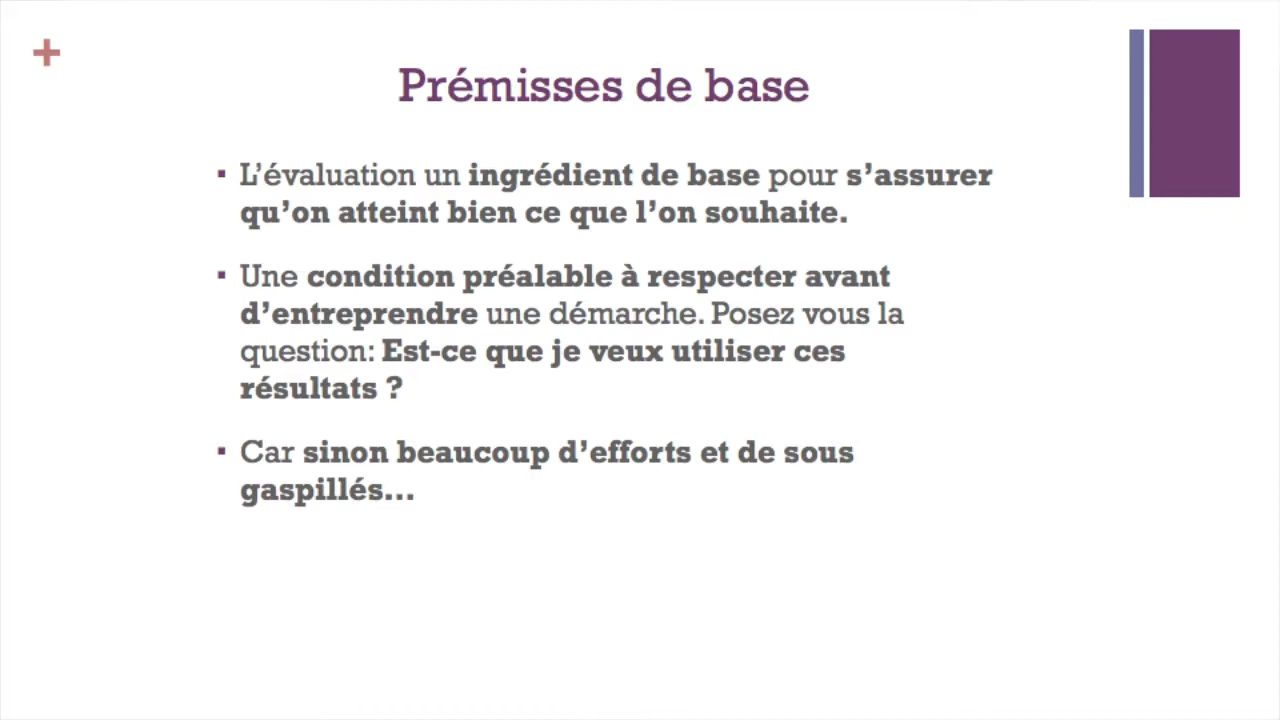 +
Prémisses de base
▪ L’évaluation un ingrédient de base pour s’assurer
qu’on atteint bien ce que l’on souhaite.
▪ Une condition préalable à respecter avant
d’entreprendre une démarche. Posez vous la
question: Est-ce que je veux utiliser ces
résultats ?
▪ Car sinon beaucoup d’efforts et de sous
gaspillés...